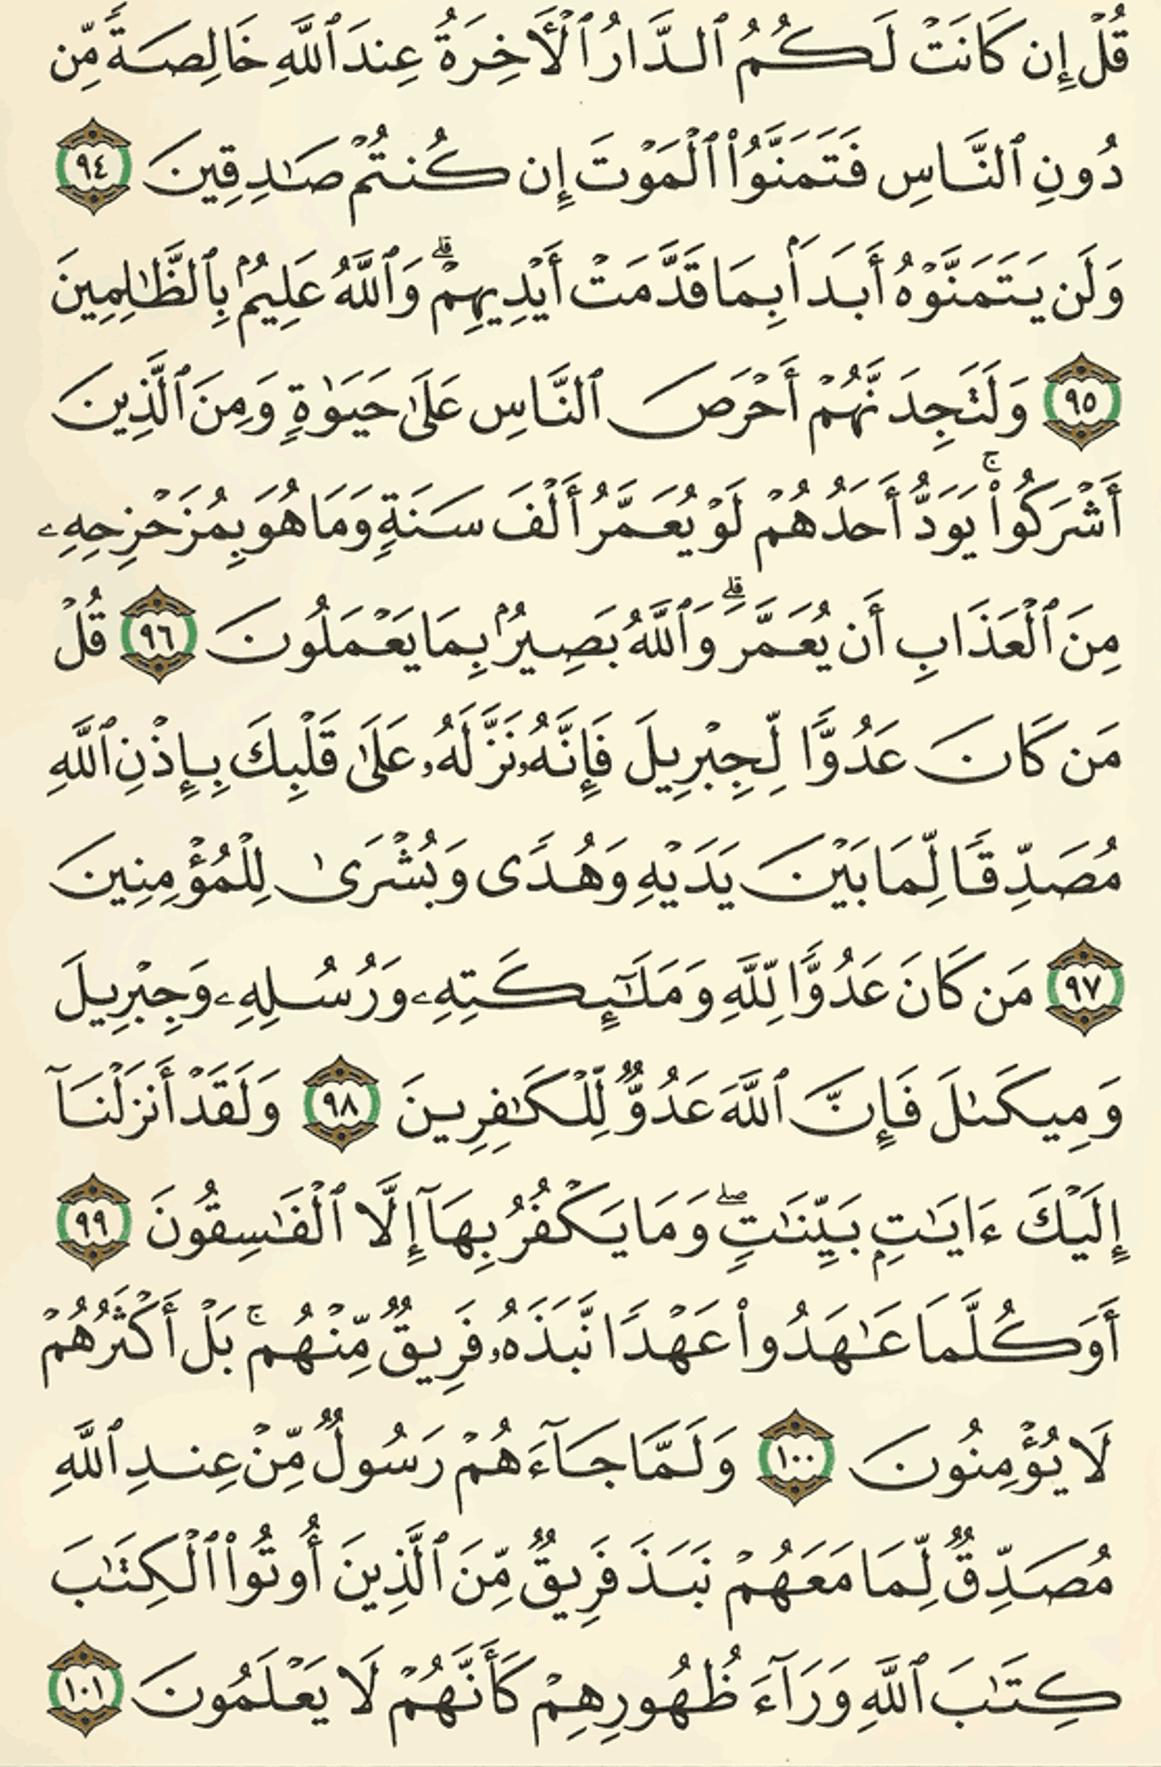 قُلْ إِن كَانَتْ لَكُمُ ٱلدَّارُ ٱلْأَخِرَةُ عِندَ ٱللَّهِ خَالِصَةً مِّن
دُونِ ٱلنَّاسِ فَتَمَنَّوُا۟ ٱلْمَوْتَ إِن كُنتُمْ صَـٰدِقِينَ ٩٤
وَلَن يَتَمَنَّوْهُ أَبَدَۢا بِمَا قَدَّمَتْ أَيْدِيهِمْ ۗ وَٱللَّهُ عَلِيمُۢ بِٱلظَّـٰلِمِينَ
٩٥ وَلَتَجِدَنَّهُمْ أَحْرَصَ ٱلنَّاسِ عَلَىٰ حَيَوٰةٍ وَمِنَ ٱلَّذِينَ
أَشْرَكُوا۟ ۚ يَوَدُّ أَحَدُهُمْ لَوْ يُعَمَّرُ أَلْفَ سَنَةٍ وَمَا هُوَ بِمُزَحْزِحِهِۦ
مِنَ ٱلْعَذَابِ أَن يُعَمَّرَ ۗ وَٱللَّهُ بَصِيرُۢ بِمَا يَعْمَلُونَ ٩٦ قُلْ
مَن كَانَ عَدُوًّا لِّجِبْرِيلَ فَإِنَّهُۥ نَزَّلَهُۥ عَلَىٰ قَلْبِكَ بِإِذْنِ ٱللَّهِ
مُصَدِّقًا لِّمَا بَيْنَ يَدَيْهِ وَهُدًى وَبُشْرَىٰ لِلْمُؤْمِنِينَ
٩٧ مَن كَانَ عَدُوًّا لِّلَّهِ وَمَلَـٰٓئِكَتِهِۦ وَرُسُلِهِۦ وَجِبْرِيلَ
وَمِيكَىٰلَ فَإِنَّ ٱللَّهَ عَدُوٌّ لِّلْكَـٰفِرِينَ ٩٨ وَلَقَدْ أَنزَلْنَآ
إِلَيْكَ ءَايَـٰتِۭ بَيِّنَـٰتٍ ۖ وَمَا يَكْفُرُ بِهَآ إِلَّا ٱلْفَـٰسِقُونَ ٩٩
أَوَكُلَّمَا عَـٰهَدُوا۟ عَهْدًا نَّبَذَهُۥ فَرِيقٌ مِّنْهُم ۚ بَلْ أَكْثَرُهُمْ
لَا يُؤْمِنُونَ ١٠٠ وَلَمَّا جَآءَهُمْ رَسُولٌ مِّنْ عِندِ ٱللَّهِ
مُصَدِّقٌ لِّمَا مَعَهُمْ نَبَذَ فَرِيقٌ مِّنَ ٱلَّذِينَ أُوتُوا۟ ٱلْكِتَـٰبَ
كِتَـٰبَ ٱللَّهِ وَرَآءَ ظُهُورِهِمْ كَأَنَّهُمْ لَا يَعْلَمُونَ ١٠١